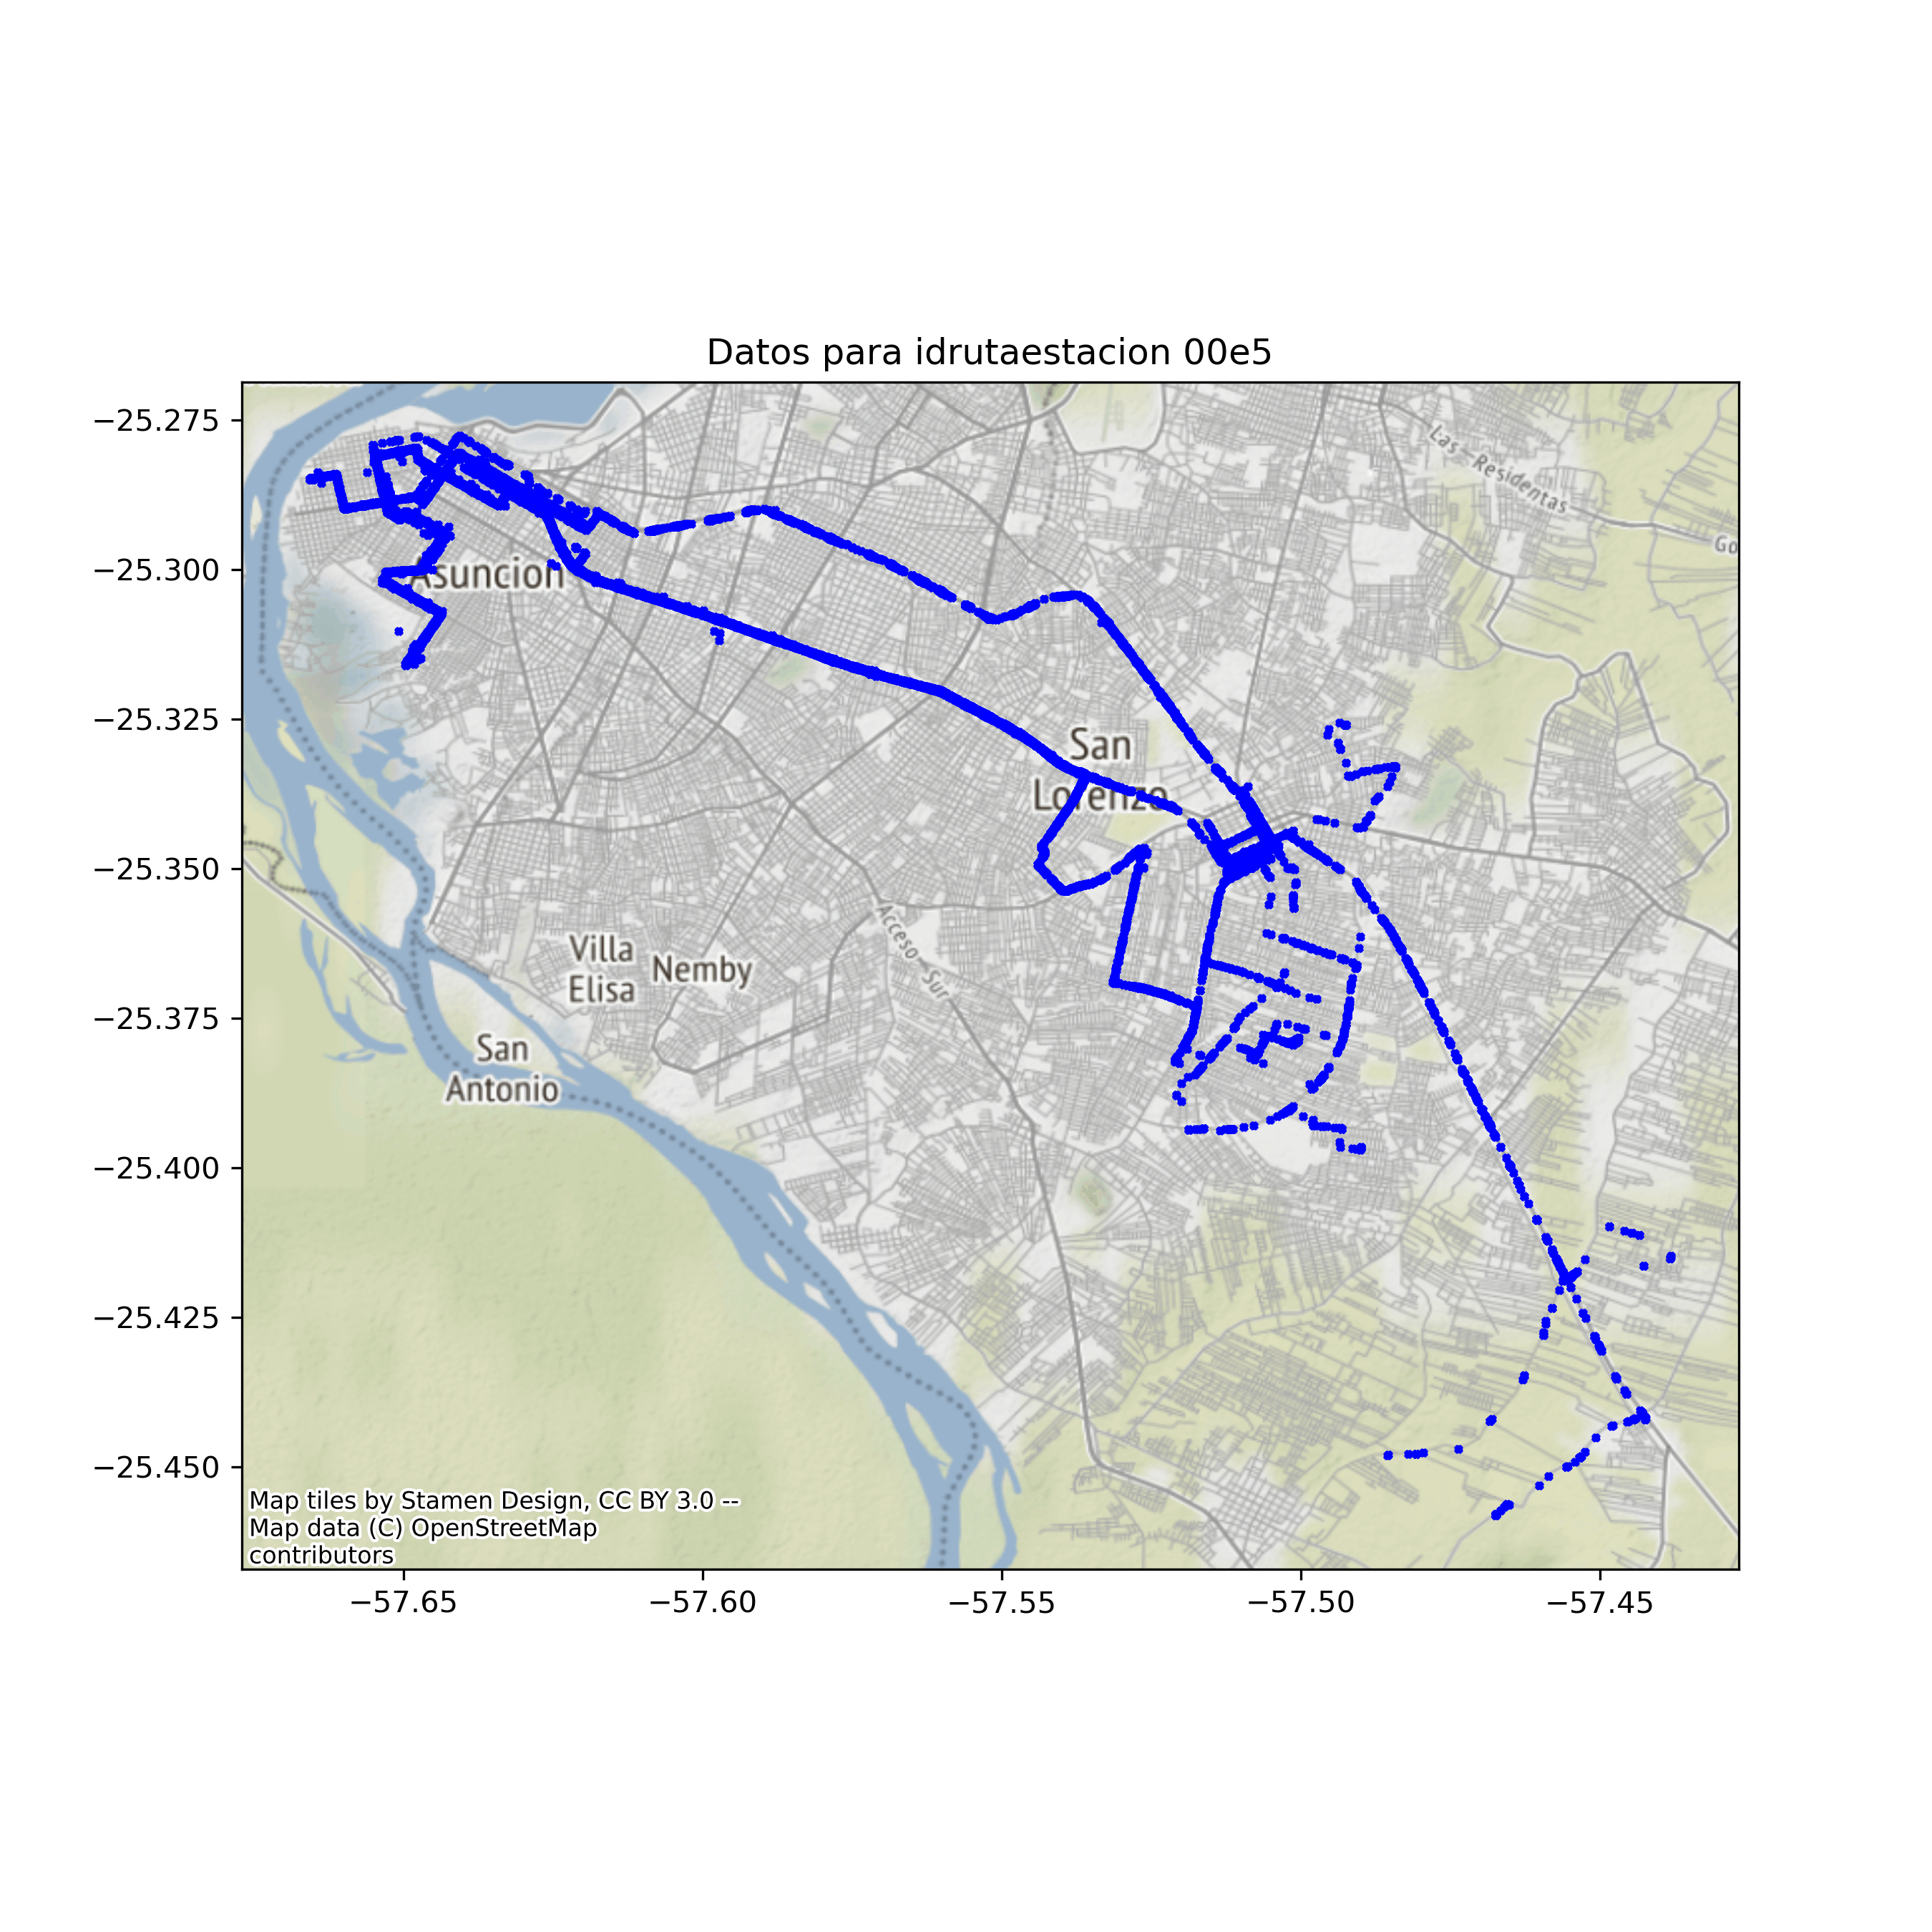 Datos para idrutaestacion 00e5
−25.275
−25.300
−25.325
−25.350
−25.375
−25.400
−25.425
−25.450
Las Residentas
Go
Asuncion
San
Lorenzo
Villa
Elisa
Nemby
Acceso Sur
San
Antonio
Map tiles by Stamen Design, CC BY 3.0 --
Map data (C) OpenStreetMap
contributors
−57.65
−57.60
−57.55
−57.50
−57.45